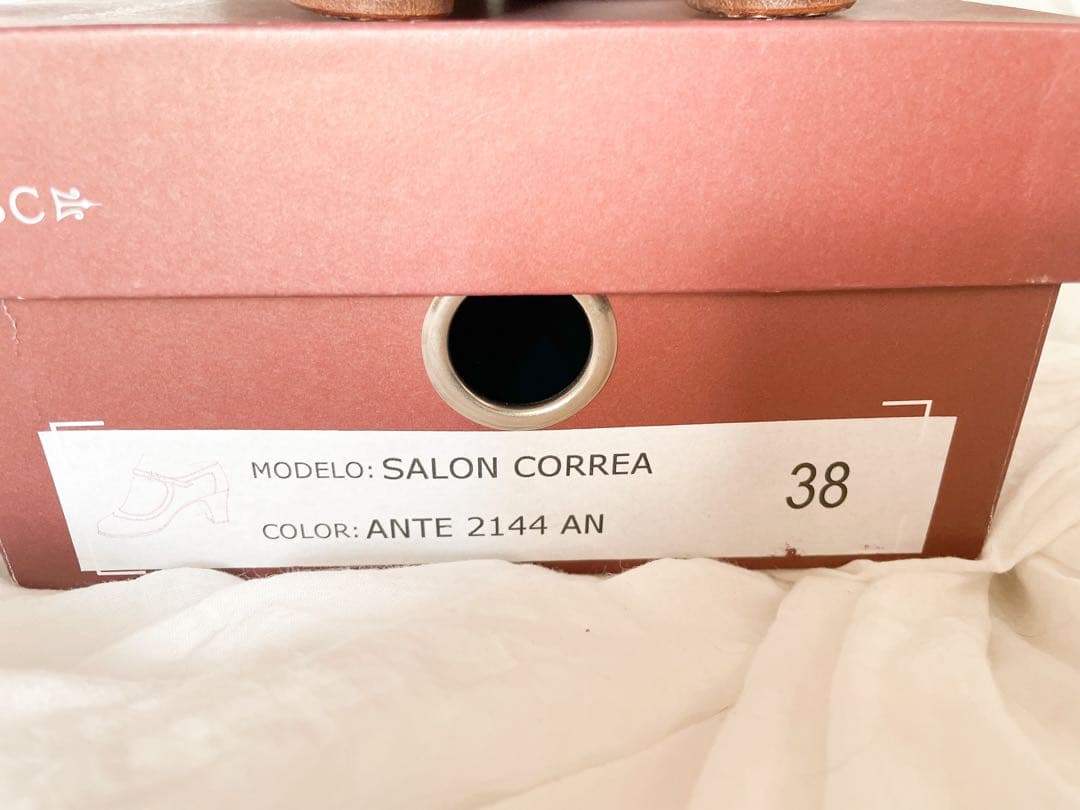 MODELO: SALON CORREA
38
COLOR: ANTE 2144 AN